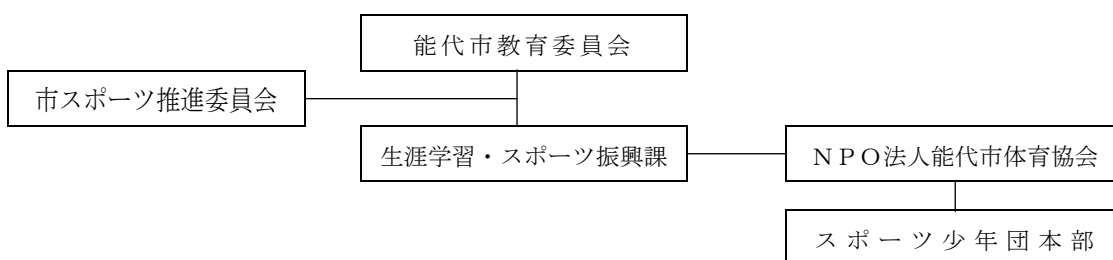 能代市教育委員会
市スポーツ推進委員会
生涯学習・スポーツ振興課
ＮＰＯ法人能代市体育協会
スポーツ少年団本部